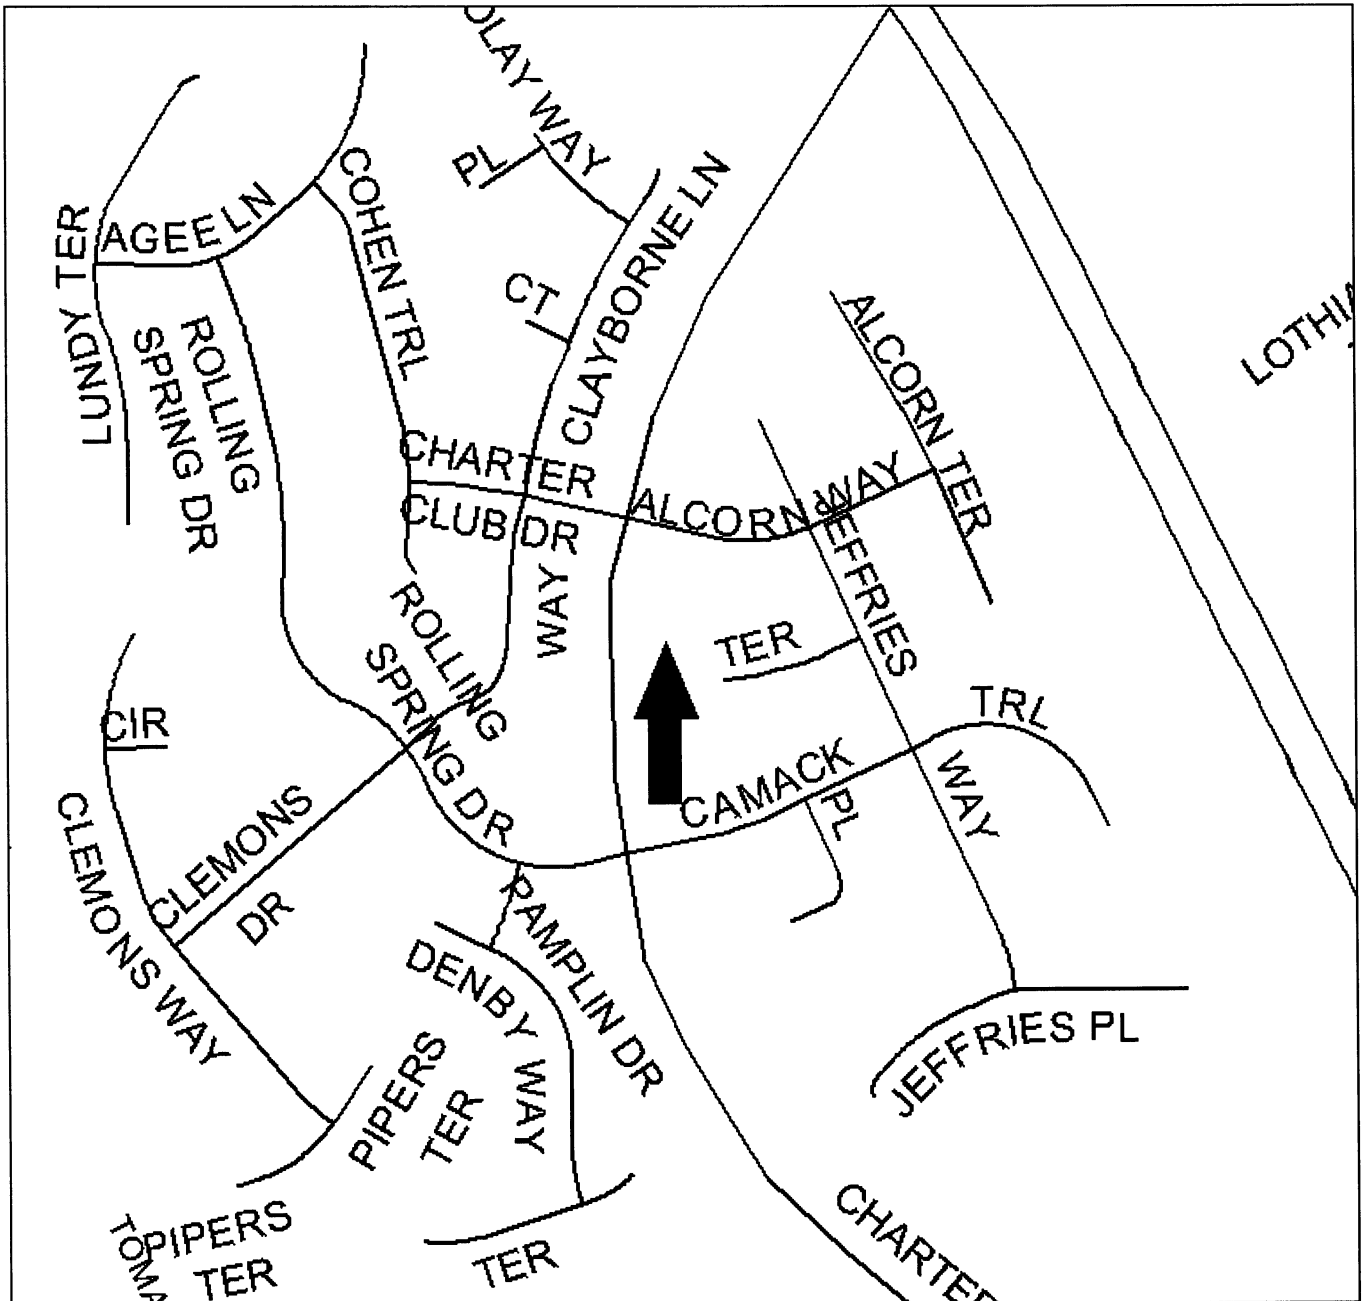 OLAY WAY
PL
COHEN TRL
CLAYBORNE LN
AGEE LN
LUNDY TER
CT
ROLLING
SPRING DR
ALCORN TER
CHARTER
CLUB DR
ALCORN WAY
JEFFRIES
WAY
WAY
ROLLING
SPRING DR
TER
CIR
TRL
CAMACK
PL
CLEMONS
DR
CLEMONS WAY
PAMPLIN DR
DENBY WAY
JEFFRIES PL
PIPERS
TER
PIPERS
TER
TER
CHARTER
LOTHI
TOMA